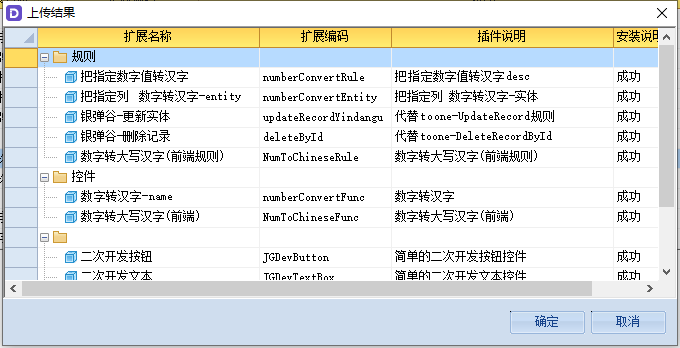 D 上传结果
扩展名称 扩展编码 插件说明 安装说明
规则
把指定数字值转汉字 numberConvertRule 把指定数字值转汉字desc 成功
把指定列 数字转汉字-entity numberConvertEntity 把指定列 数字转汉字-实体 成功
银弹谷-更新实体 updateRecordYindangu 代替toone-UpdateRecord规则 成功
银弹谷-删除记录 deleteById 代替toone-DeleteRecordById 成功
数字转大写汉字(前端规则) NumToChineseRule 数字转大写汉字(前端规则) 成功
控件
数字转汉字-name numberConvertFunc 数字转汉字 成功
数字转大写汉字(前端) NumToChineseFunc 数字转大写汉字(前端) 成功
二次开发按钮 JGDevButton 简单的二次开发按钮控件 成功
二次开发文本 JGDevTextBox 简单的二次开发文本控件 成功
确定 取消